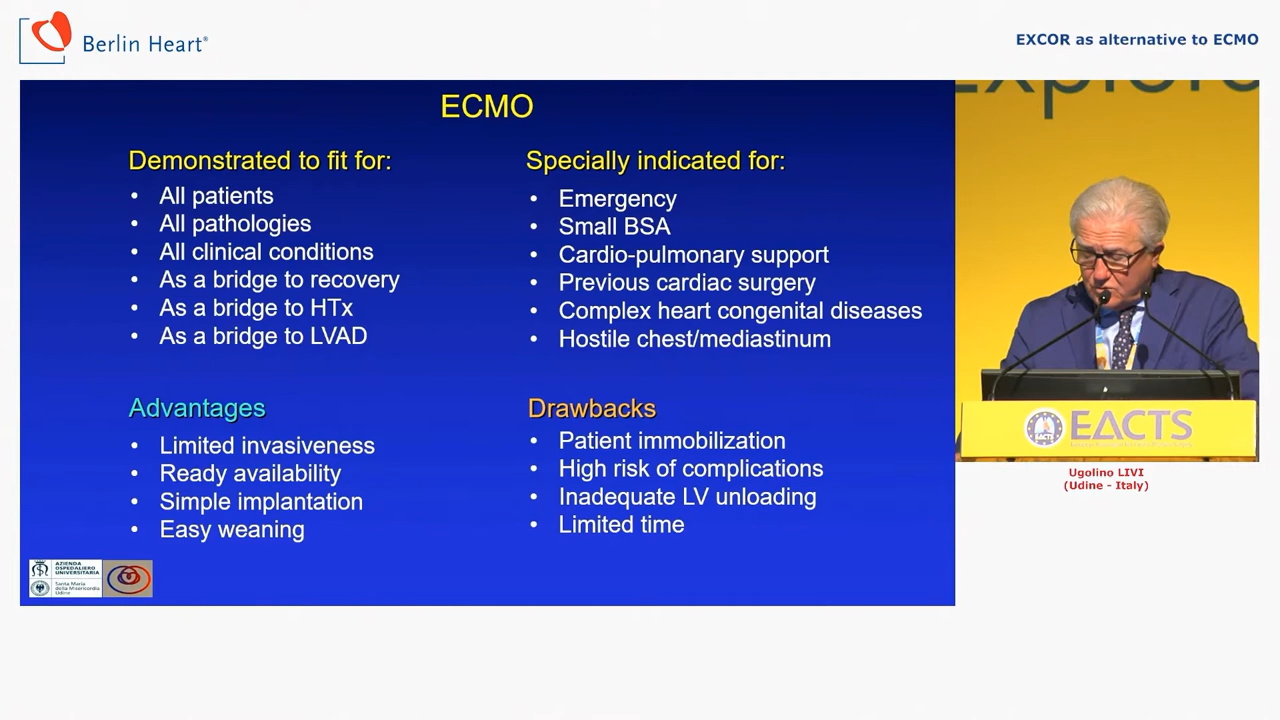 Berlin Heart®
EXCOR as alternative to ECMO
Explore
ECMO
Demonstrated to fit for:
• All patients
• All pathologies
• All clinical conditions
• As a bridge to recovery
• As a bridge to HTx
• As a bridge to LVAD
Specially indicated for:
• Emergency
• Small BSA
• Cardio-pulmonary support
• Previous cardiac surgery
• Complex heart congenital diseases
• Hostile chest/mediastinum
Advantages
• Limited invasiveness
• Ready availability
• Simple implantation
• Easy weaning
Drawbacks
• Patient immobilization
• High risk of complications
• Inadequate LV unloading
• Limited time
AZIENDA
OSPEDALIERO
UNIVERSITARIA
Santa Maria
della Misericordia
Udine
EACTS
EACTS
Ugolino LIVI
(Udine - Italy)